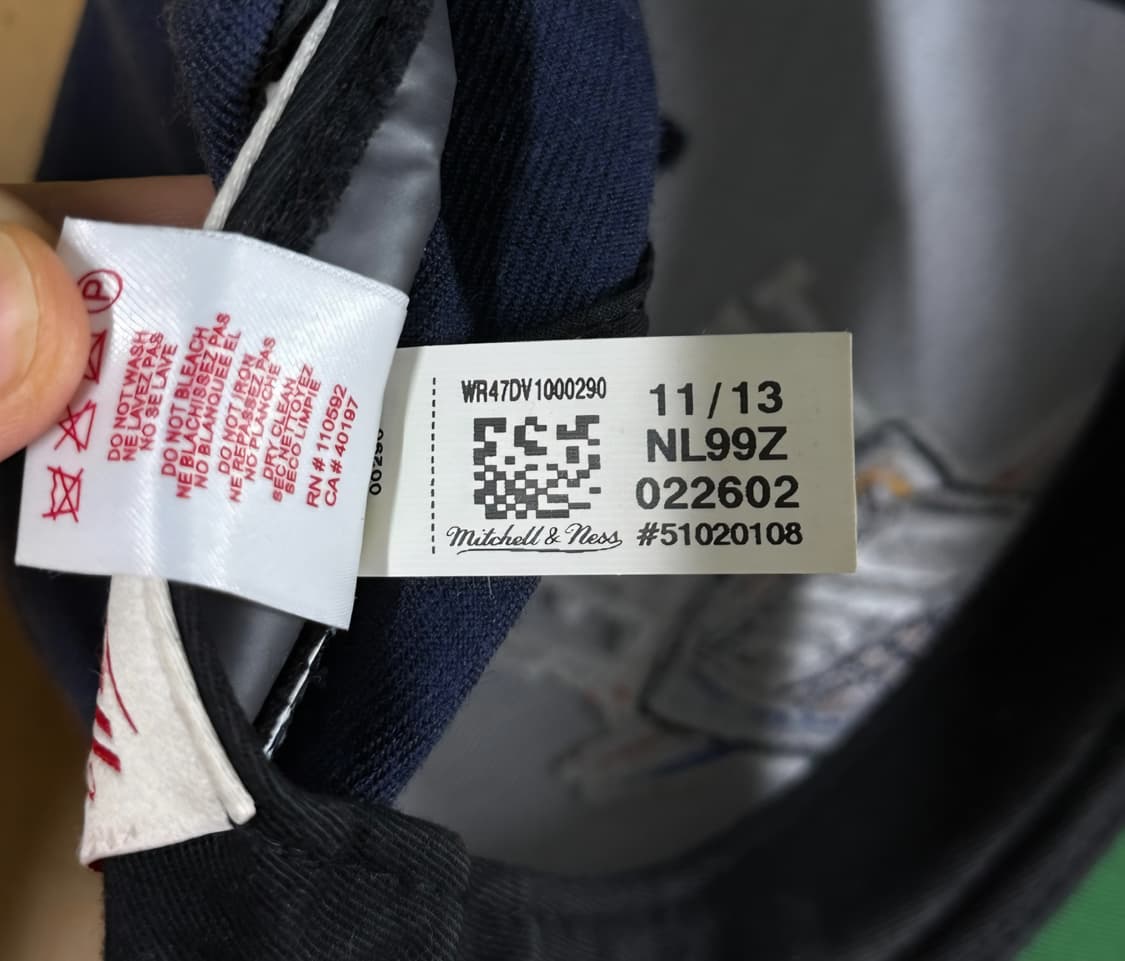 P
DO NOT WASH
NE LAVEZ PAS
NO SE LAVE
DO NOT BLEACH
NE BLACHISSEZ PAS
NO BLANQUEE EL
DO NOT IRON
NE REPASSEZ PAS
NO PLANCHE
DRY CLEAN
SEC NETTOYEZ
SECO LIMPIE
RN # 110592
CA# 40197
00290
WR47DV1000290
Mitchell & Ness
11/13
NL99Z
022602
#51020108